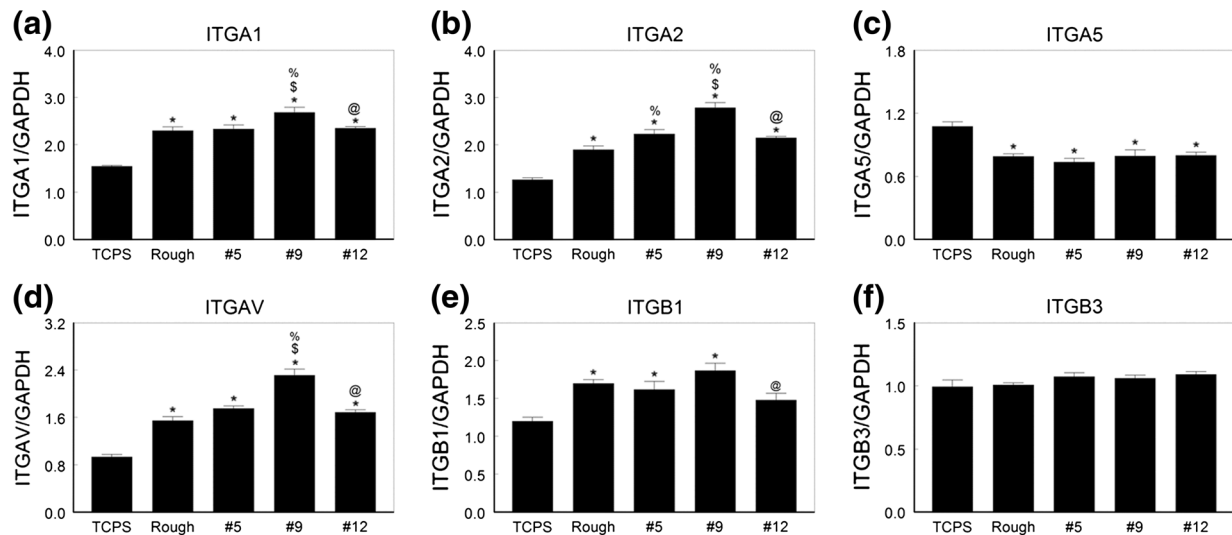 (a)
ITGA1
ITGA1/GAPDH
4.0
3.0
2.0
1.0
0.0
%
$
@
* * * *
TCPS Rough #5 #9 #12
(b)
ITGA2
ITGA2/GAPDH
4.0
3.0
2.0
1.0
0.0
%
$
% @
* * * *
TCPS Rough #5 #9 #12
(c)
ITGA5
ITGA5/GAPDH
1.8
1.2
0.6
0.0
* * * *
TCPS Rough #5 #9 #12
(d)
ITGAV
ITGAV/GAPDH
3.2
2.4
1.6
0.8
0.0
%
$
@
* * * *
TCPS Rough #5 #9 #12
(e)
ITGB1
ITGB1/GAPDH
2.5
2.0
1.5
1.0
0.5
0.0
* * * @
TCPS Rough #5 #9 #12
(f)
ITGB3
ITGB3/GAPDH
1.5
1.0
0.5
0.0
TCPS Rough #5 #9 #12